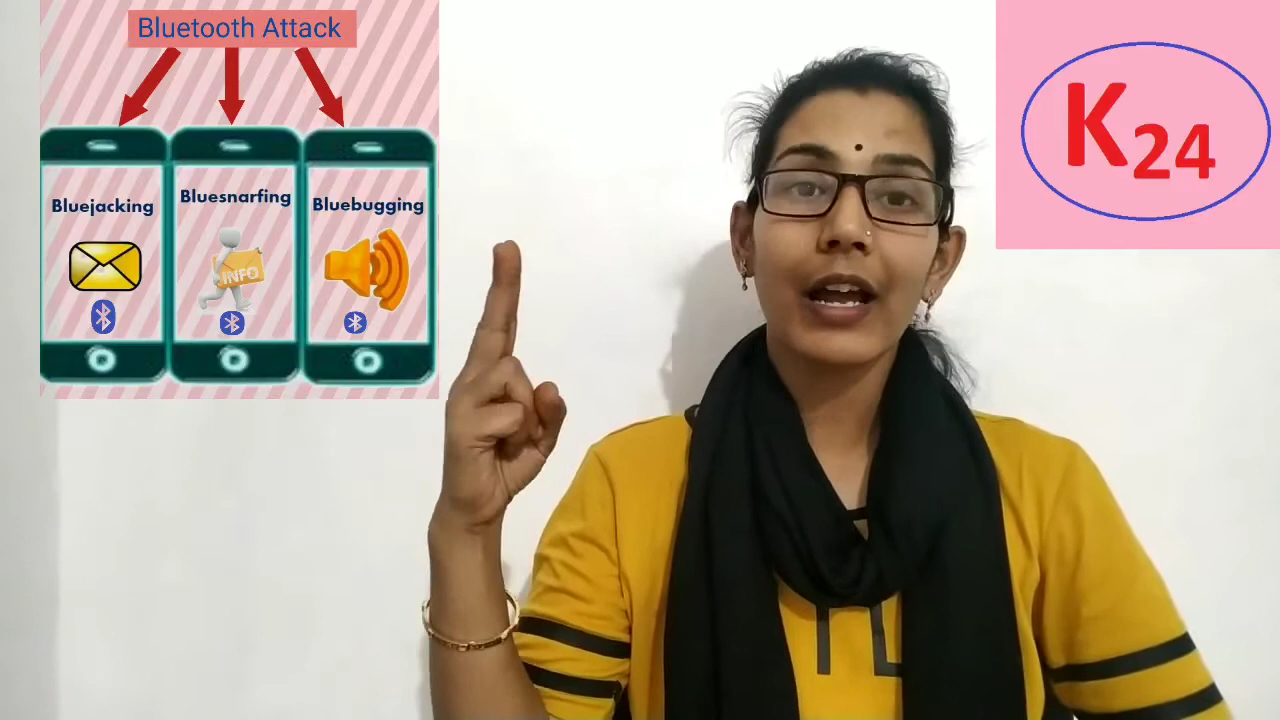 Bluetooth Attack
Bluejacking
Bluesnarfing
Bluebugging
INFO
K24